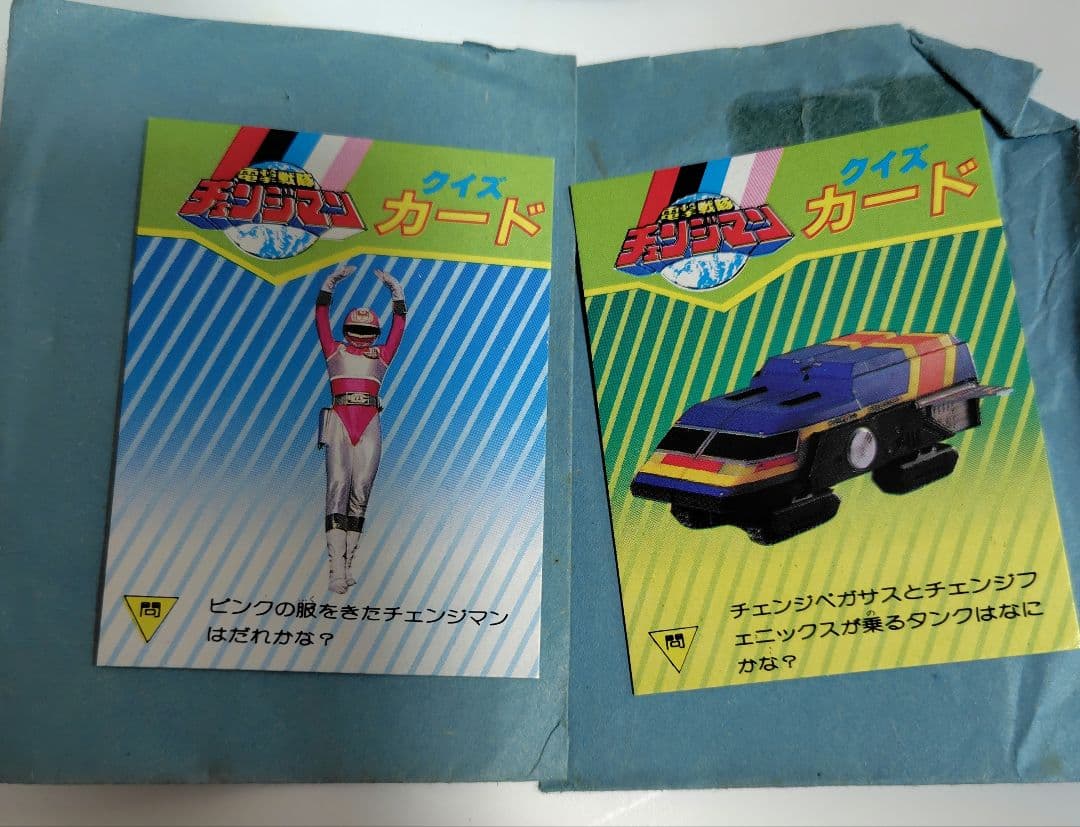 電撃戦隊
チェンジマン
クイズ
カード
問
ピンクの服をきたチェンジマン
はだれかな？
電撃戦隊
チェンジマン
クイズ
カード
問
チェンジペガサスとチェンジフ
ェニックスが乗るタンクはなに
かな？